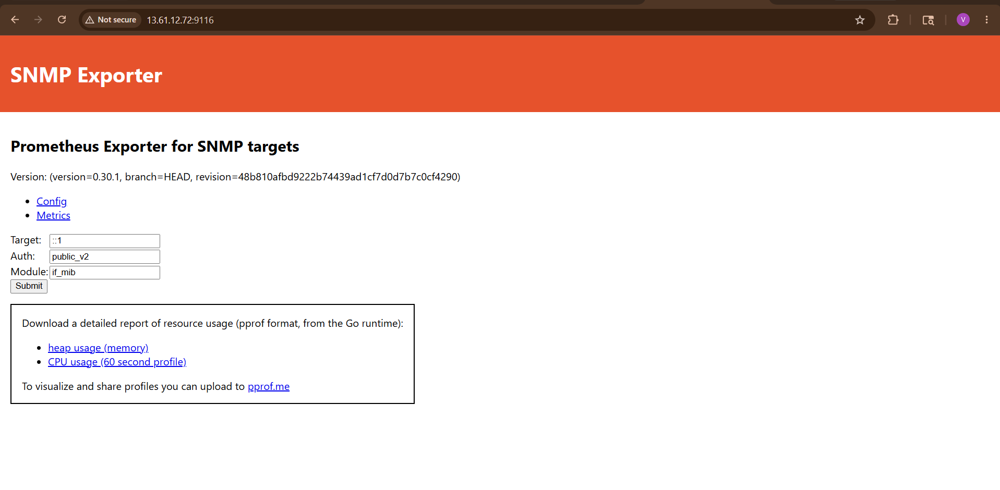 Not secure 13.61.12.72:9116
V
SNMP Exporter
Prometheus Exporter for SNMP targets
Version: (version=0.30.1, branch=HEAD, revision=48b810afbd9222b74439ad1cf7d0d7b7c0cf4290)
Config
Metrics
Target: ::1
Auth: public_v2
Module: if_mib
Submit
Download a detailed report of resource usage (pprof format, from the Go runtime):
heap usage (memory)
CPU usage (60 second profile)
To visualize and share profiles you can upload to pprof.me